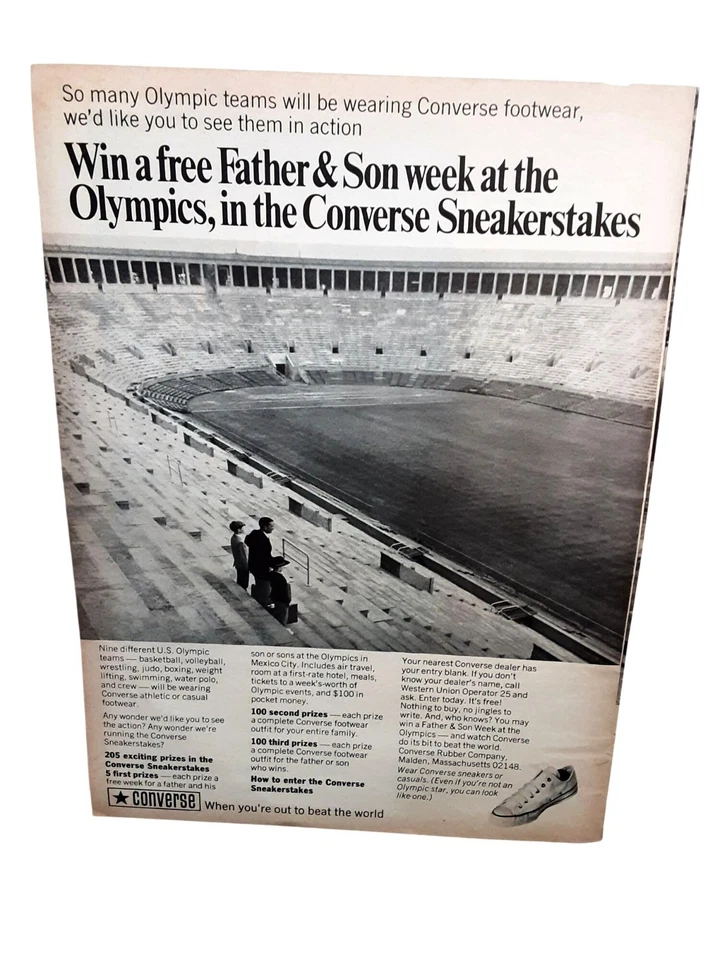 So many Olympic teams will be wearing Converse footwear,
we'd like you to see them in action
Win a free Father & Son week at the
Olympics, in the Converse Sneakerstakes
Nine different U.S. Olympic
teams — basketball, volleyball,
wrestling, judo, boxing, weight
lifting, swimming, water polo,
and crew — will be wearing
Converse athletic or casual
footwear.
Any wonder we'd like you to see
the action? Any wonder we're
running the Converse
Sneakerstakes?
205 exciting prizes in the
Converse Sneakerstakes
5 first prizes — each prize a
free week for a father and his
son or sons at the Olympics in
Mexico City. Includes air travel,
room at a first-rate hotel, meals,
tickets to a week's-worth of
Olympic events, and $100 in
pocket money.
100 second prizes — each prize
a complete Converse footwear
outfit for your entire family.
100 third prizes — each prize
a complete Converse footwear
outfit for the father or son
who wins.
How to enter the Converse
Sneakerstakes
Your nearest Converse dealer has
your entry blank. If you don't
know your dealer's name, call
Western Union Operator 25 and
ask. Enter today. It's free!
Nothing to buy, no jingles to
write. And, who knows? You may
win a Father & Son Week at the
Olympics — and watch Converse
do its bit to beat the world.
Converse Rubber Company,
Malden, Massachusetts 02148.
Wear Converse sneakers or
casuals. (Even if you're not an
Olympic star, you can look
like one.)
★ converse When you're out to beat the world